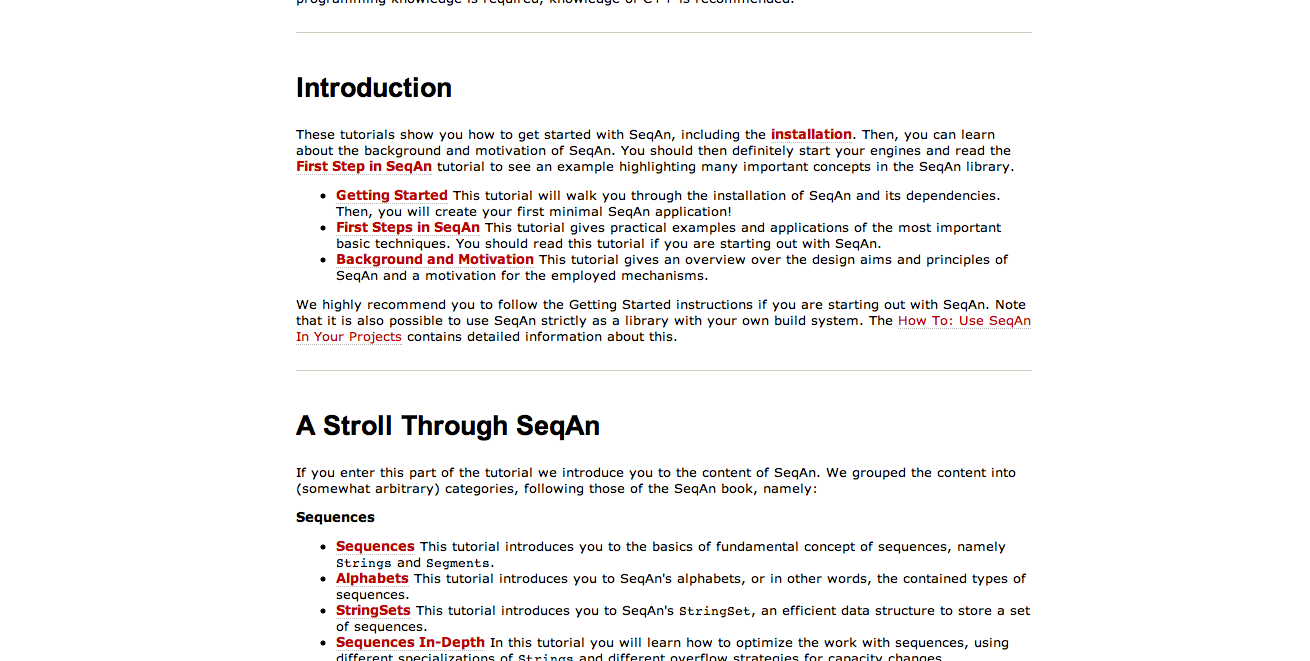 programming knowledge is required, knowledge of C++ is recommended.
Introduction
These tutorials show you how to get started with SeqAn, including the installation. Then, you can learn
about the background and motivation of SeqAn. You should then definitely start your engines and read the
First Step in SeqAn tutorial to see an example highlighting many important concepts in the SeqAn library.
• Getting Started This tutorial will walk you through the installation of SeqAn and its dependencies.
Then, you will create your first minimal SeqAn application!
• First Steps in SeqAn This tutorial gives practical examples and applications of the most important
basic techniques. You should read this tutorial if you are starting out with SeqAn.
• Background and Motivation This tutorial gives an overview over the design aims and principles of
SeqAn and a motivation for the employed mechanisms.
We highly recommend you to follow the Getting Started instructions if you are starting out with SeqAn. Note
that it is also possible to use SeqAn strictly as a library with your own build system. The How To: Use SeqAn
In Your Projects contains detailed information about this.
A Stroll Through SeqAn
If you enter this part of the tutorial we introduce you to the content of SeqAn. We grouped the content into
(somewhat arbitrary) categories, following those of the SeqAn book, namely:
Sequences
• Sequences This tutorial introduces you to the basics of fundamental concept of sequences, namely
Strings and Segments.
• Alphabets This tutorial introduces you to SeqAn's alphabets, or in other words, the contained types of
sequences.
• StringSets This tutorial introduces you to SeqAn's StringSet, an efficient data structure to store a set
of sequences.
• Sequences In-Depth In this tutorial you will learn how to optimize the work with sequences, using
different specializations of Strings and different overflow strategies for capacity changes.